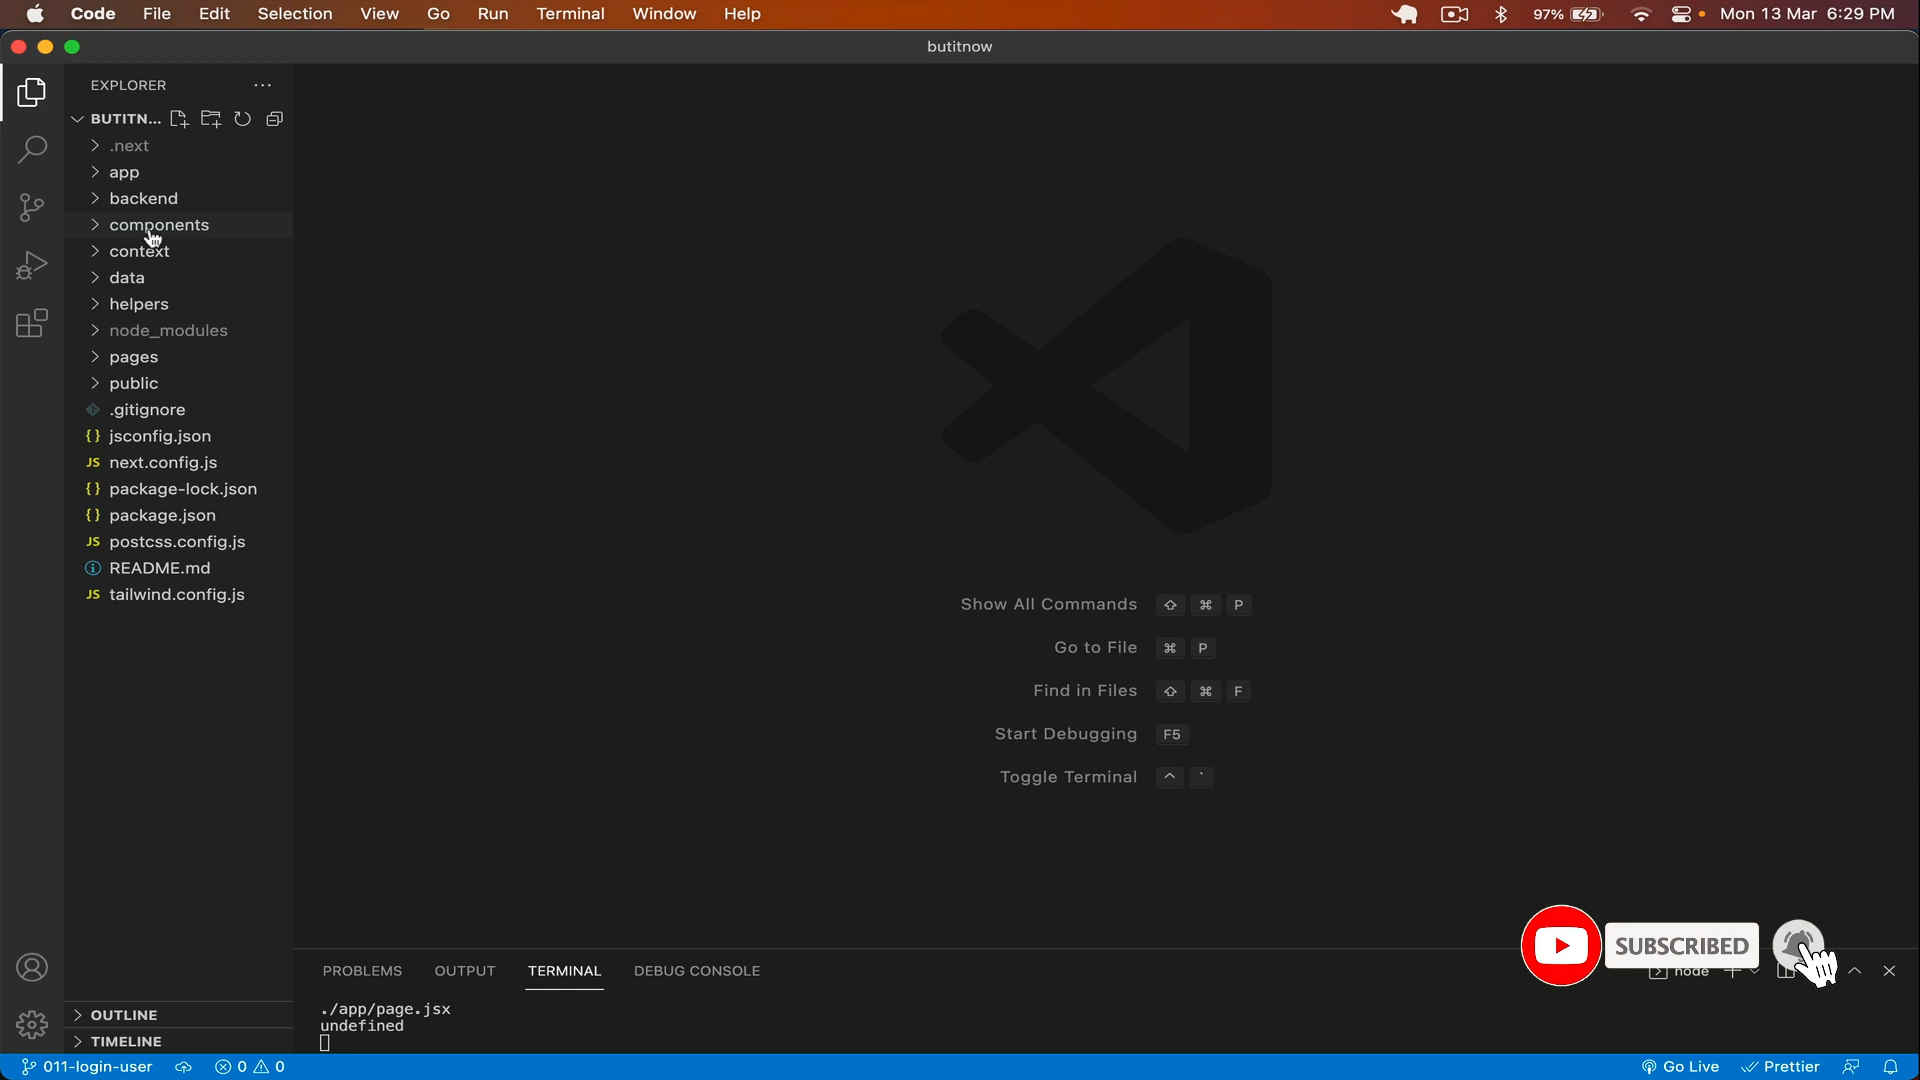 Code File Edit Selection View Go Run Terminal Window Help 97% Mon 13 Mar 6:29 PM
butitnow
EXPLORER ...
BUTITN...
.next
app
backend
components
context
data
helpers
node_modules
pages
public
.gitignore
{} jsconfig.json
JS next.config.js
{} package-lock.json
{} package.json
JS postcss.config.js
README.md
JS tailwind.config.js
Show All Commands ⇧ ⌘ P
Go to File ⌘ P
Find in Files ⇧ ⌘ F
Start Debugging F5
Toggle Terminal ^ `
SUBSCRIBED
PROBLEMS OUTPUT TERMINAL DEBUG CONSOLE node
./app/page.jsx
undefined
OUTLINE
TIMELINE
011-login-user 0 0 Go Live Prettier